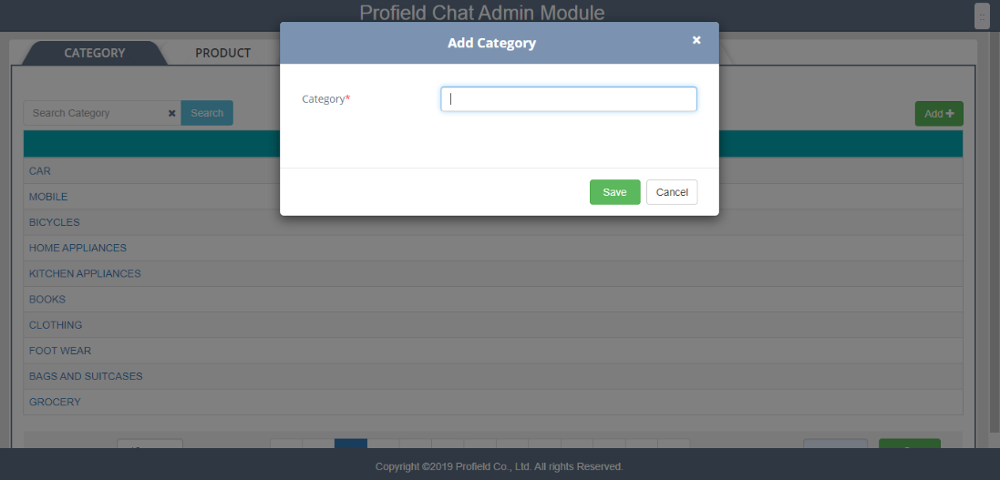 Profield Chat Admin Module
Add Category
×
CATEGORY
PRODUCT
Category*
Search Category
Search
Add +
CAR
MOBILE
Save
Cancel
BICYCLES
HOME APPLIANCES
KITCHEN APPLIANCES
BOOKS
CLOTHING
FOOT WEAR
BAGS AND SUITCASES
GROCERY
Copyright ©2019 Profield Co., Ltd. All rights Reserved.